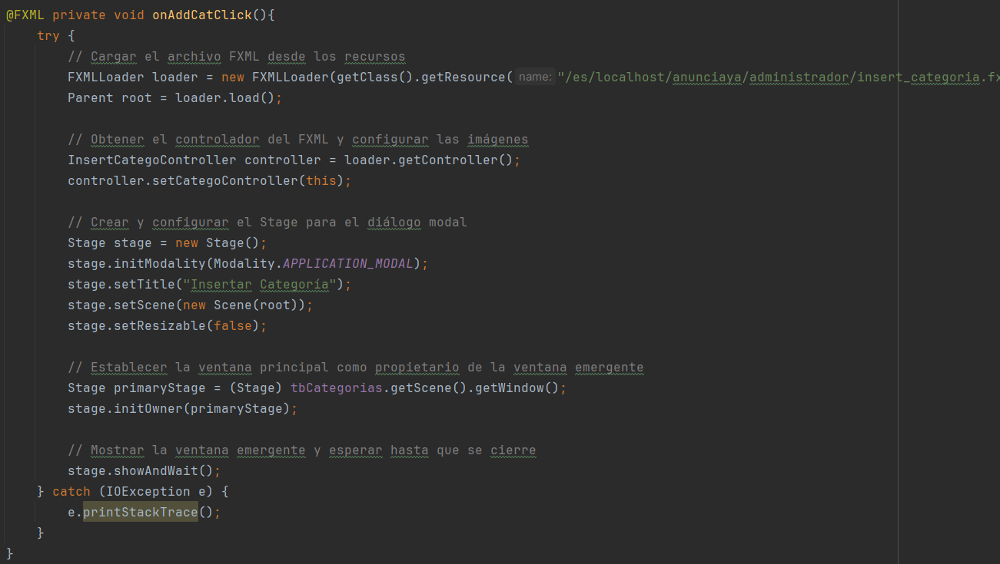 @FXML private void onAddCatClick(){
    try {
        // Cargar el archivo FXML desde los recursos
        FXMLLoader loader = new FXMLLoader(getClass().getResource( name: "/es/localhost/anunciaya/administrador/insert_categoria.fx
        Parent root = loader.load();

        // Obtener el controlador del FXML y configurar las imágenes
        InsertCategoController controller = loader.getController();
        controller.setCategoController(this);

        // Crear y configurar el Stage para el diálogo modal
        Stage stage = new Stage();
        stage.initModality(Modality.APPLICATION_MODAL);
        stage.setTitle("Insertar Categoría");
        stage.setScene(new Scene(root));
        stage.setResizable(false);

        // Establecer la ventana principal como propietario de la ventana emergente
        Stage primaryStage = (Stage) tbCategorias.getScene().getWindow();
        stage.initOwner(primaryStage);

        // Mostrar la ventana emergente y esperar hasta que se cierre
        stage.showAndWait();
    } catch (IOException e) {
        e.printStackTrace();
    }
}